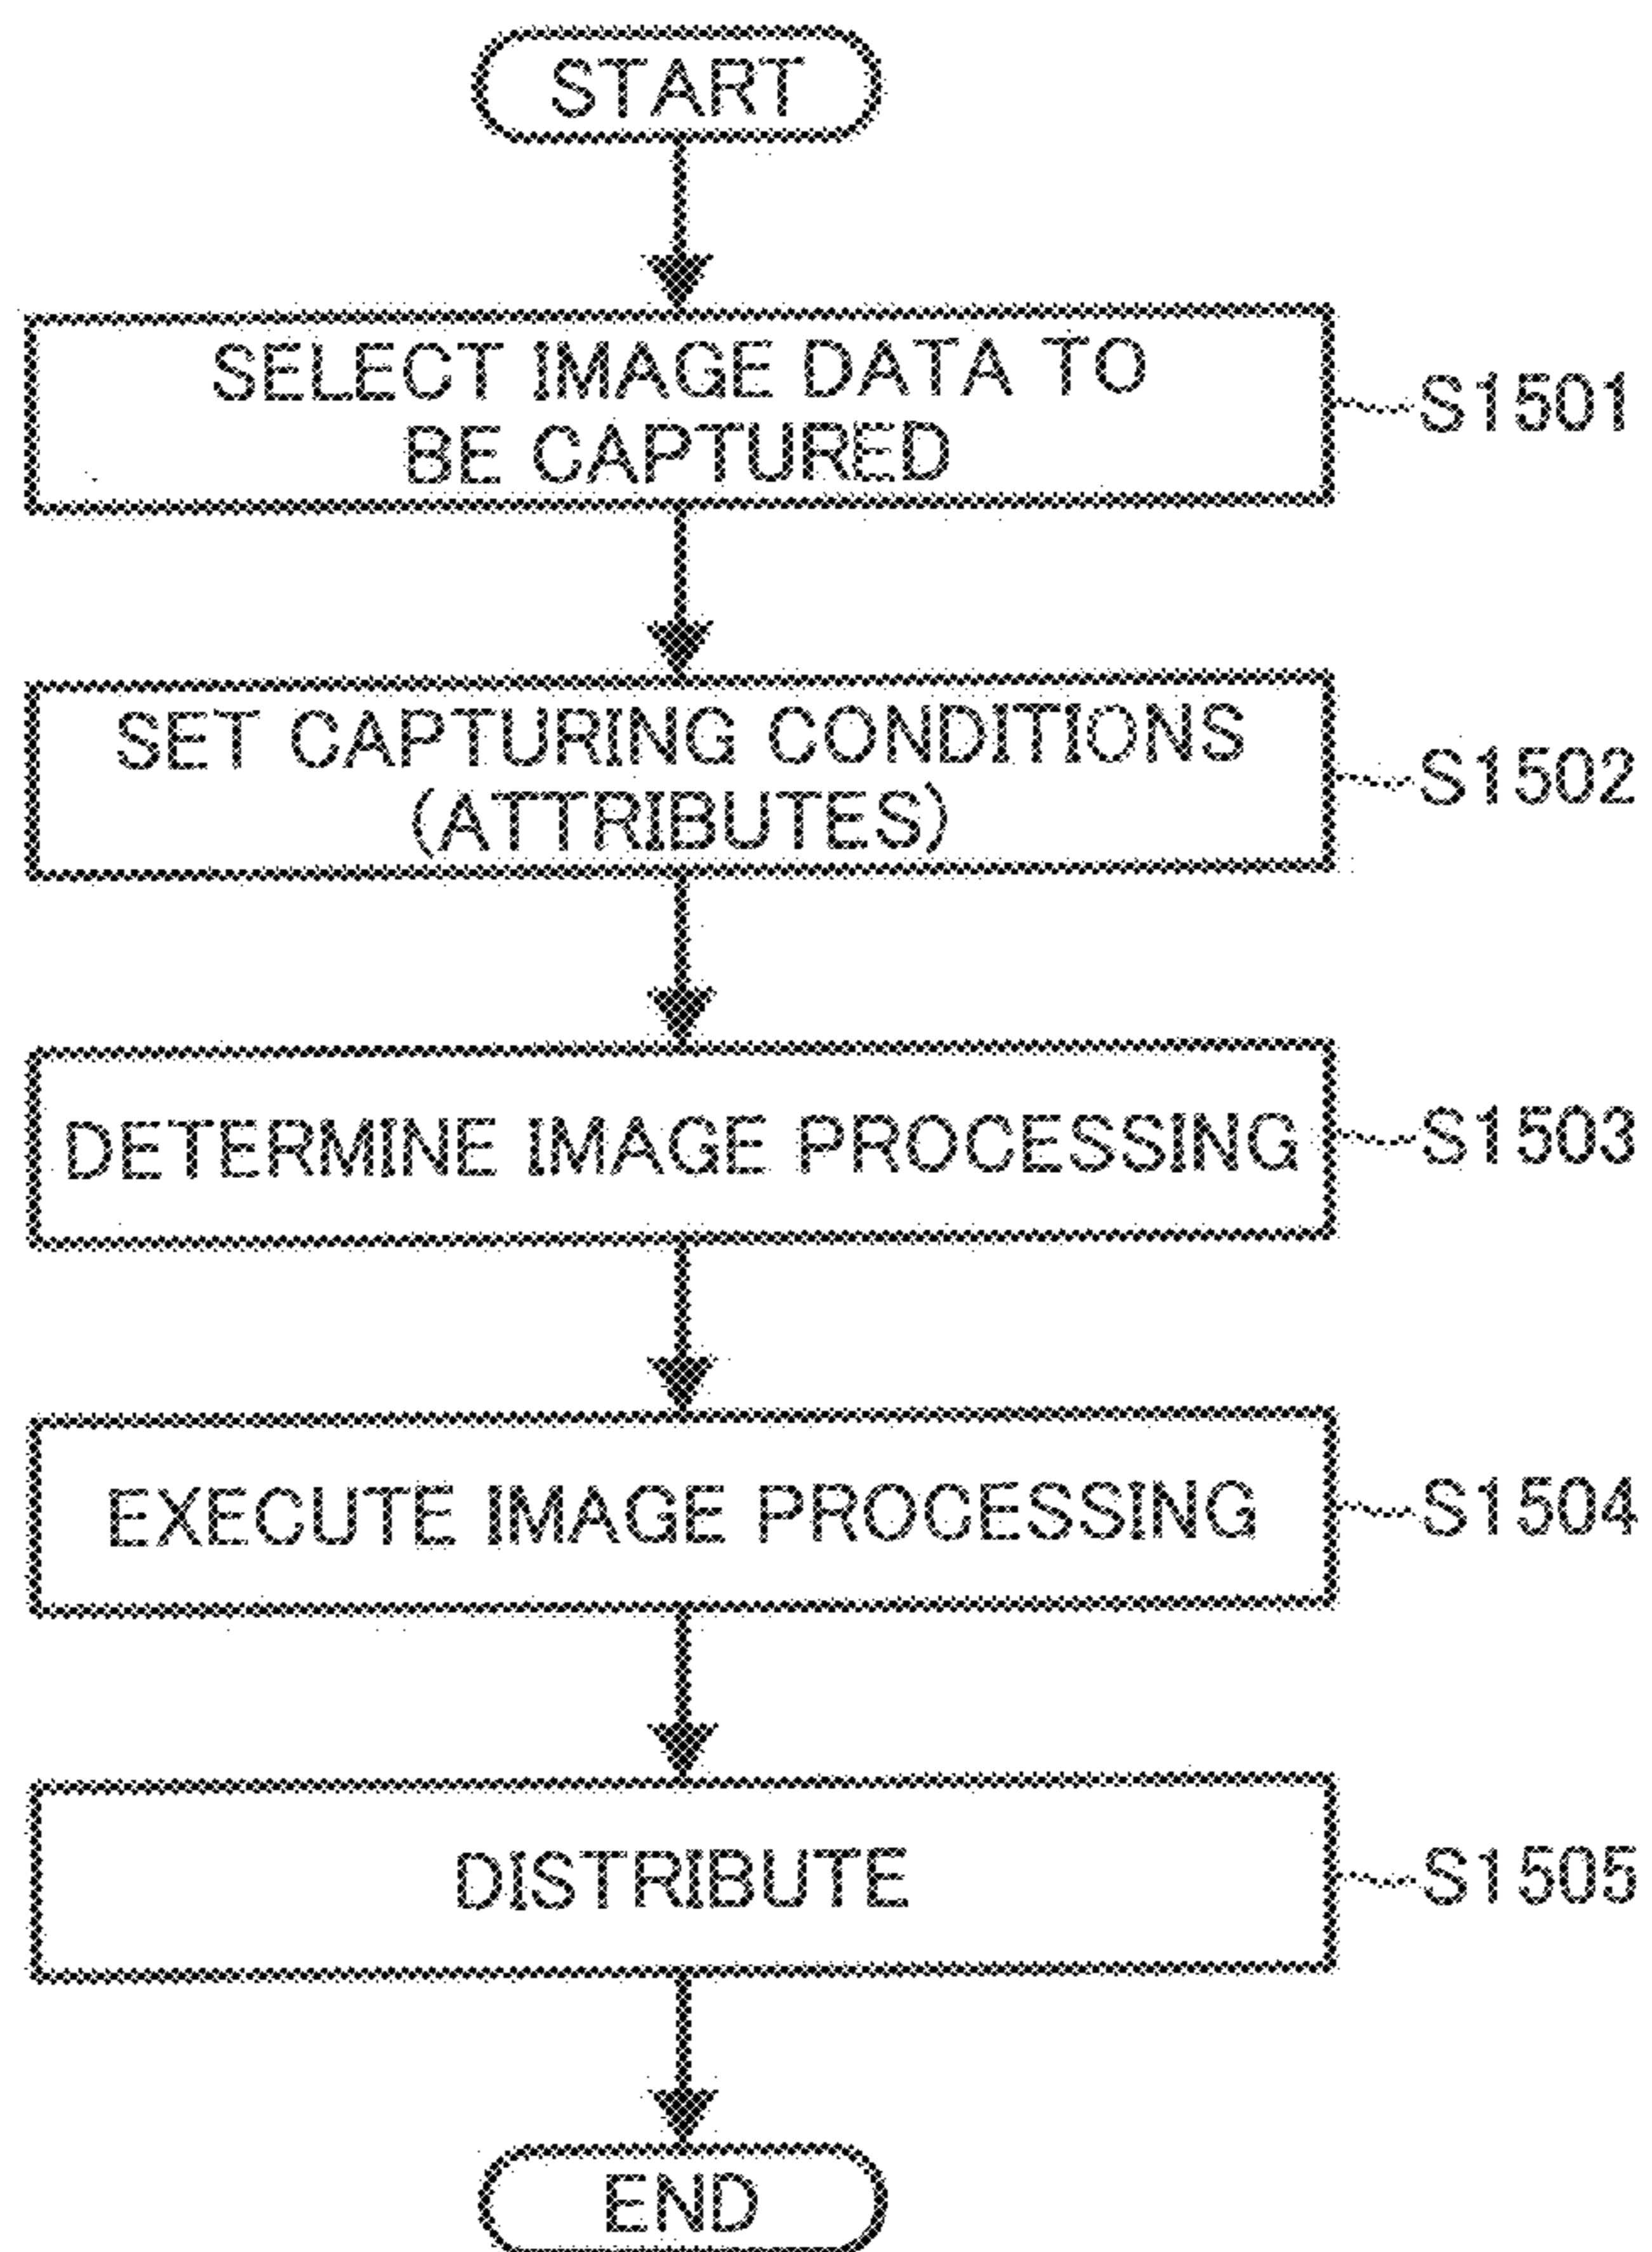 START
SELECT IMAGE DATA TO
BE CAPTURED
S1501
SET CAPTURING CONDITIONS
(ATTRIBUTES)
S1502
DETERMINE IMAGE PROCESSING
S1503
EXECUTE IMAGE PROCESSING
S1504
DISTRIBUTE
S1505
END